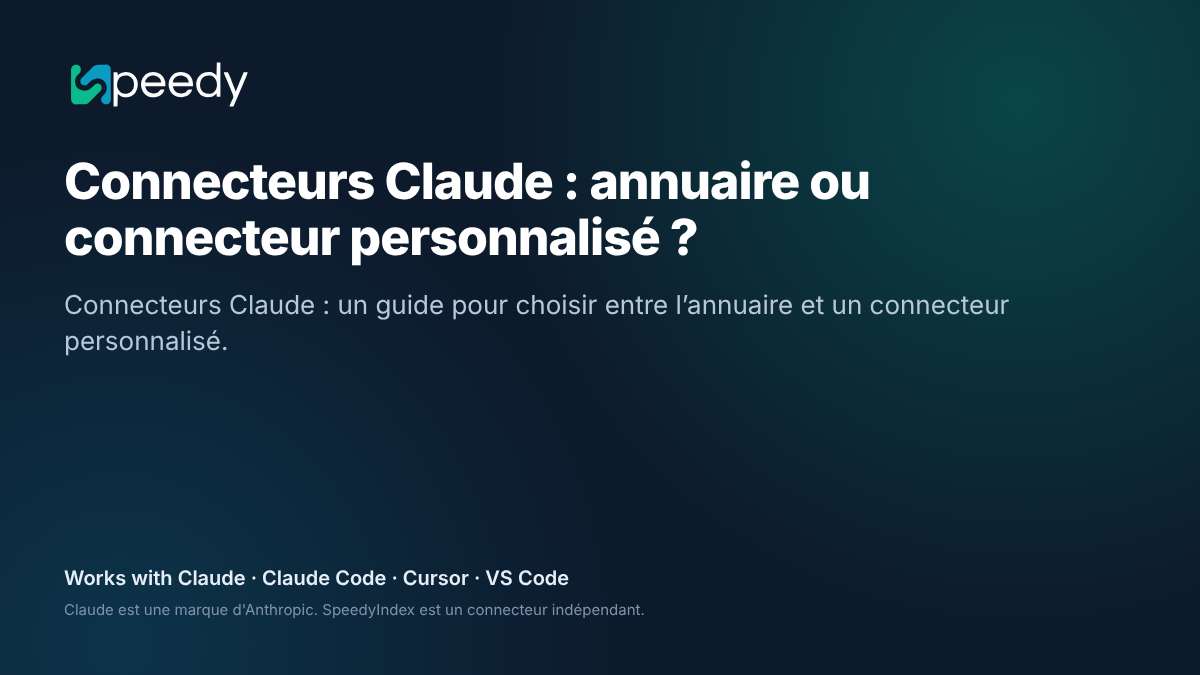 Speedy
Connecteurs Claude : annuaire ou
connecteur personnalisé ?
Connecteurs Claude : un guide pour choisir entre l’annuaire et un connecteur
personnalisé.
Works with Claude · Claude Code · Cursor · VS Code
Claude est une marque d'Anthropic. SpeedyIndex est un connecteur indépendant.